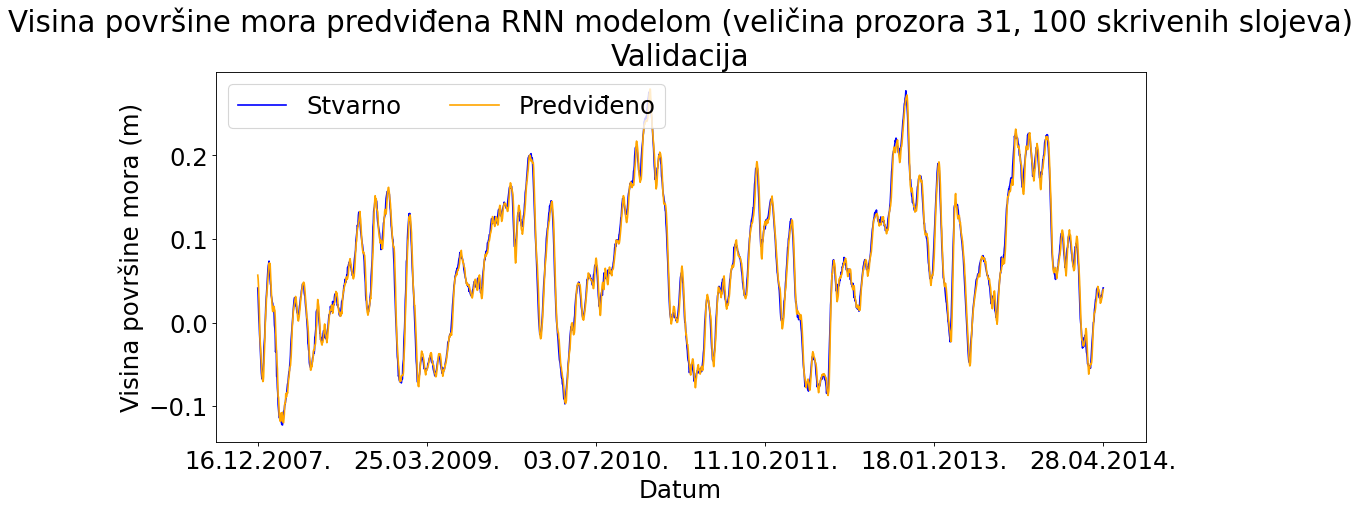 Visina površine mora predviđena RNN modelom (veličina prozora 31, 100 skrivenih slojeva)
Validacija
Stvarno
Predviđeno
Visina površine mora (m)
0.2
0.1
0.0
−0.1
16.12.2007.
25.03.2009.
03.07.2010.
11.10.2011.
18.01.2013.
28.04.2014.
Datum